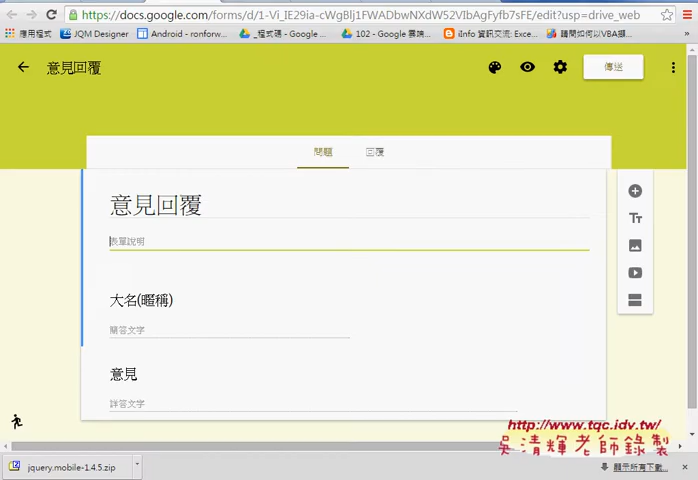 https://docs.google.com/forms/d/1-Vi_IE29ia-cWgBlj1FWADbwNXdW52VIbAgFyfb7sFE/edit?usp=drive_web
應用程式 JQM Designer Android - ronforwork _程式碼 - Google ... 102 - Google 雲端... iInfo 資訊交流: Exc... 請問如何以VBA擷...
意見回覆 傳送
問題 回覆
意見回覆
表單說明
大名(暱稱)
簡答文字
意見
詳答文字
http://www.tqc.idv.tw/
吳清輝老師錄製
jquery.mobile-1.4.5.zip 顯示所有下載...